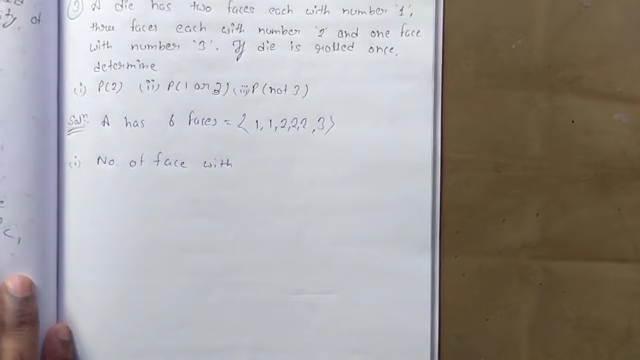 ③ A die has two faces each with number '1',
three faces each with number '2' and one face
with number '3'. If die is rolled once,
determine
(i) P(2) (ii) P(1 or 3) (iii) P(not 3)
Solⁿ: A has 6 faces = {1,1,2,2,2,3}
(i) No of face with
of
C,